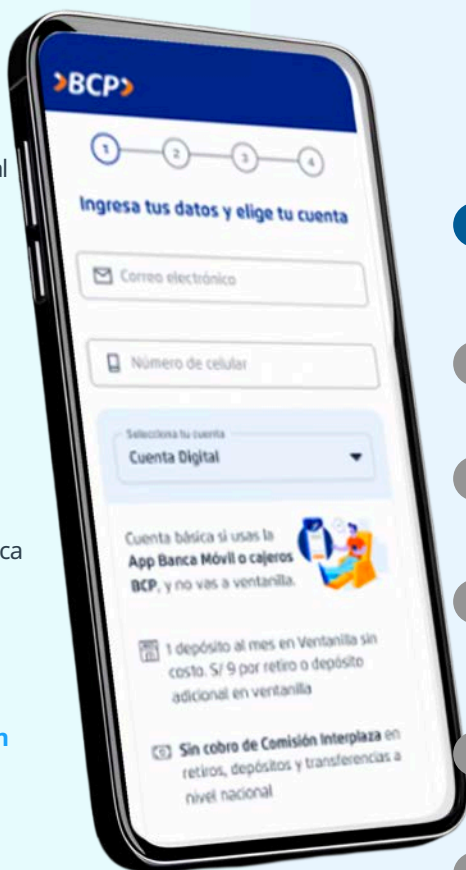 >BCP>
1 2 3 4
al
Ingresa tus datos y elige tu cuenta
Correo electrónico
Número de celular
Selecciona tu cuenta
Cuenta Digital
Cuenta básica si usas la
App Banca Móvil o cajeros
BCP, y no vas a ventanilla.
ca
1 depósito al mes en Ventanilla sin
costo. S/ 9 por retiro o depósito
adicional en ventanilla
n
Sin cobro de Comisión Interplaza en
retiros, depósitos y transferencias a
nivel nacional